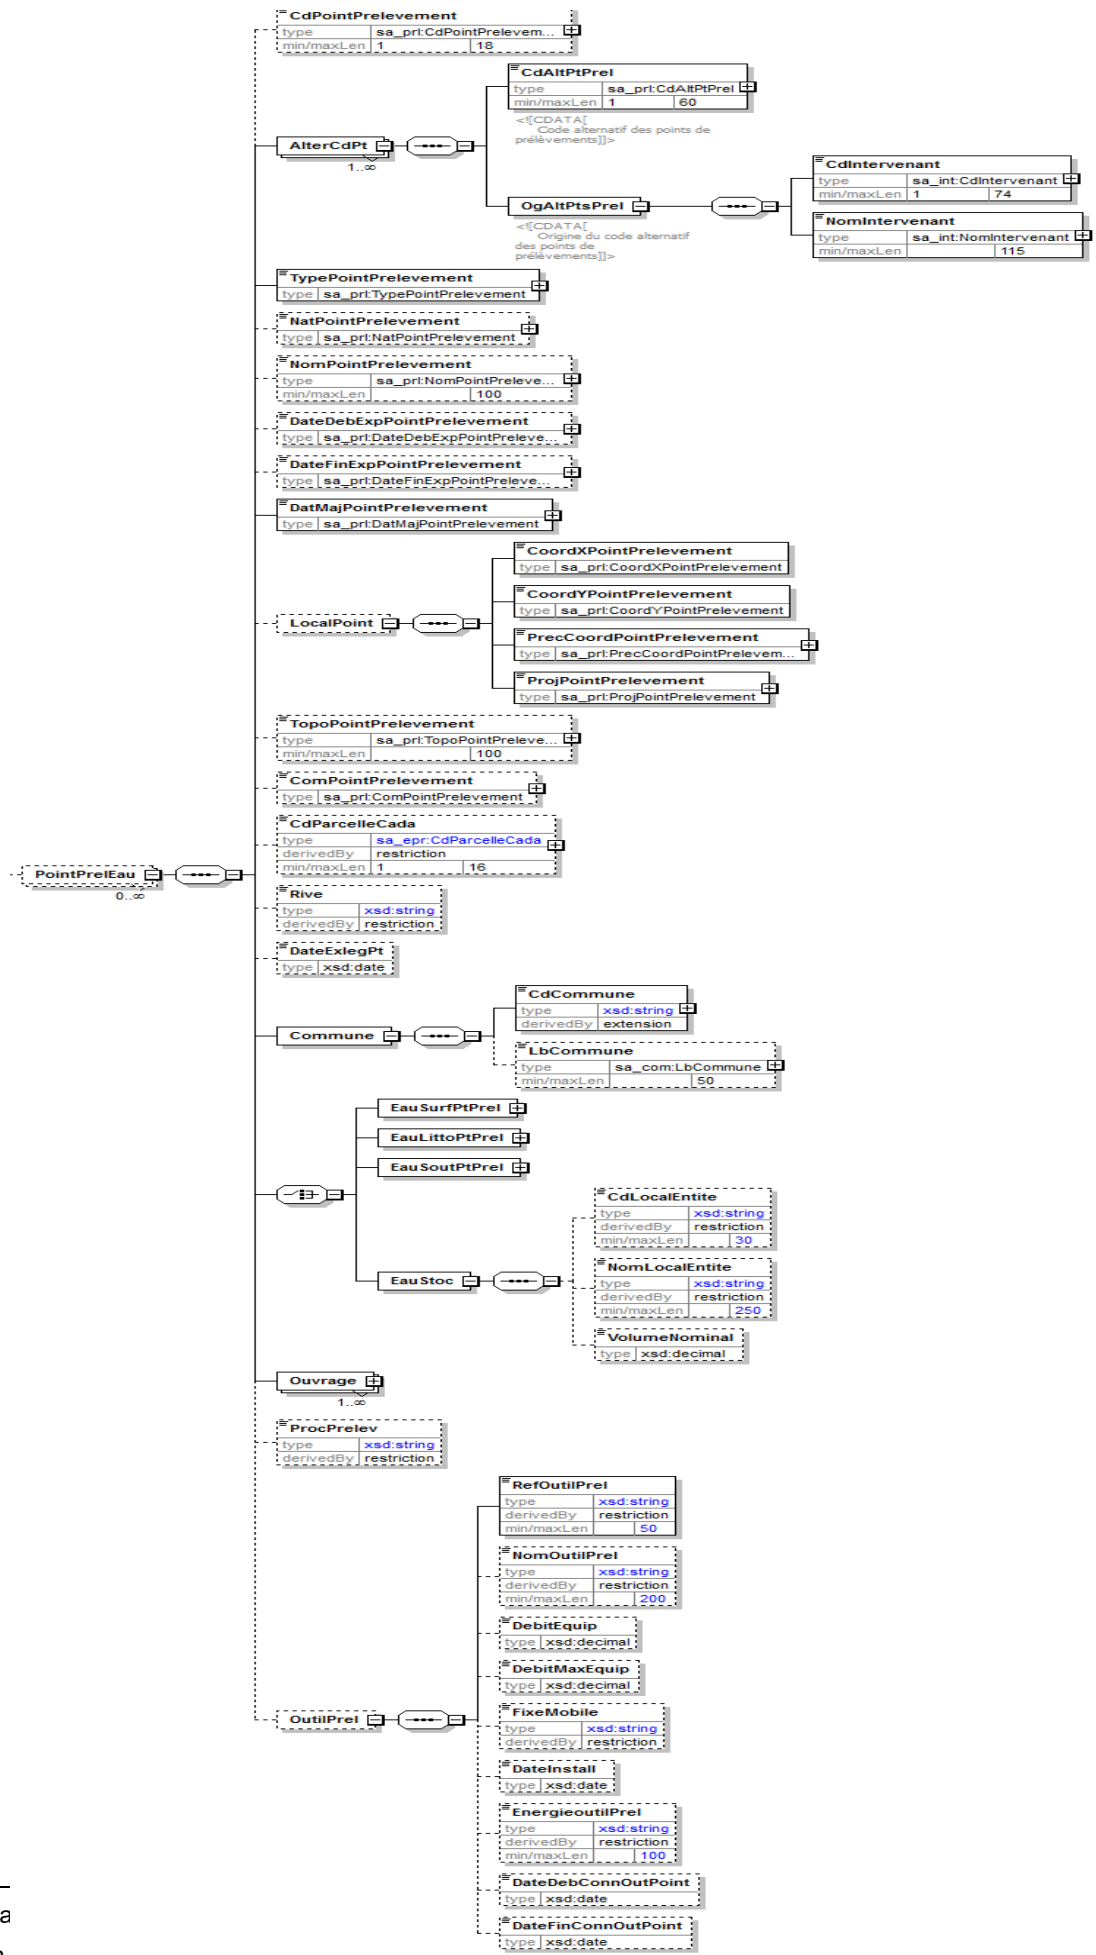 CdPointPrelevement
type sa_prl:CdPointPrelevem...
min/maxLen 1 18
CdAltPtPrel
type sa_prl:CdAltPtPrel
min/maxLen 1 60
<![CDATA[
Code alternatif des points de
prélèvements]]>
AlterCdPt
1..∞
CdIntervenant
type sa_int:CdIntervenant
min/maxLen 1 74
OgAltPtsPrel
<![CDATA[
Origine du code alternatif
des points de
prélèvements]]>
NomIntervenant
type sa_int:NomIntervenant
min/maxLen 115
TypePointPrelevement
type sa_prl:TypePointPrelevement
NatPointPrelevement
type sa_prl:NatPointPrelevement
NomPointPrelevement
type sa_prl:NomPointPreleve...
min/maxLen 100
DateDebExpPointPrelevement
type sa_prl:DateDebExpPointPreleve...
DateFinExpPointPrelevement
type sa_prl:DateFinExpPointPreleve...
DatMajPointPrelevement
type sa_prl:DatMajPointPrelevement
CoordXPointPrelevement
type sa_prl:CoordXPointPrelevement
CoordYPointPrelevement
type sa_prl:CoordYPointPrelevement
LocalPoint
PrecCoordPointPrelevement
type sa_prl:PrecCoordPointPrelevem...
ProjPointPrelevement
type sa_prl:ProjPointPrelevement
TopoPointPrelevement
type sa_prl:TopoPointPreleve...
min/maxLen 100
ComPointPrelevement
type sa_prl:ComPointPrelevement
CdParcelleCada
type sa_epr:CdParcelleCada
derivedBy restriction
min/maxLen 1 16
PointPrelEau
0..∞
Rive
type xsd:string
derivedBy restriction
DateExlegPt
type xsd:date
CdCommune
type xsd:string
derivedBy extension
Commune
LbCommune
type sa_com:LbCommune
min/maxLen 50
EauSurfPtPrel
EauLittoPtPrel
EauSoutPtPrel
CdLocalEntite
type xsd:string
derivedBy restriction
min/maxLen 30
EauStoc
NomLocalEntite
type xsd:string
derivedBy restriction
min/maxLen 250
VolumeNominal
type xsd:decimal
Ouvrage
1..∞
ProcPrelev
type xsd:string
derivedBy restriction
RefOutilPrel
type xsd:string
derivedBy restriction
min/maxLen 50
NomOutilPrel
type xsd:string
derivedBy restriction
min/maxLen 200
DebitEquip
type xsd:decimal
DebitMaxEquip
type xsd:decimal
OutilPrel
FixeMobile
type xsd:string
derivedBy restriction
DateInstall
type xsd:date
EnergieoutilPrel
type xsd:string
derivedBy restriction
min/maxLen 100
DateDebConnOutPoint
type xsd:date
DateFinConnOutPoint
type xsd:date
a